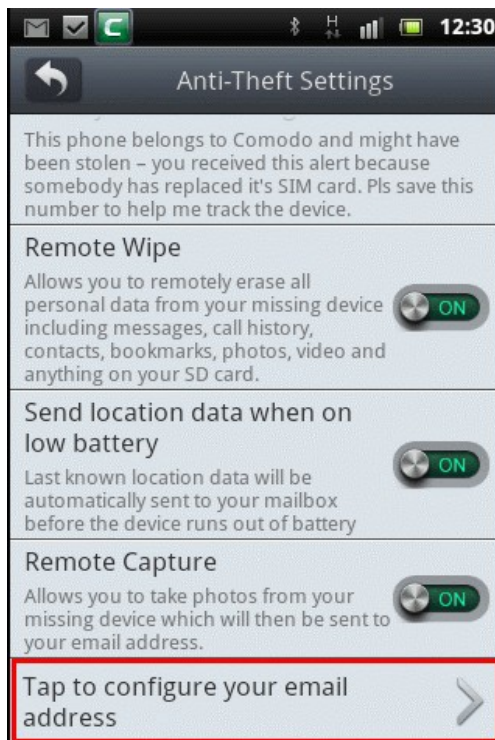 C H 12:30
Anti-Theft Settings
This phone belongs to Comodo and might have
been stolen – you received this alert because
somebody has replaced it's SIM card. Pls save this
number to help me track the device.
Remote Wipe
Allows you to remotely erase all
personal data from your missing device
including messages, call history,
contacts, bookmarks, photos, video and
anything on your SD card.
ON
Send location data when on
low battery
Last known location data will be
automatically sent to your mailbox
before the device runs out of battery
ON
Remote Capture
Allows you to take photos from your
missing device which will then be sent to
your email address.
ON
Tap to configure your email
address